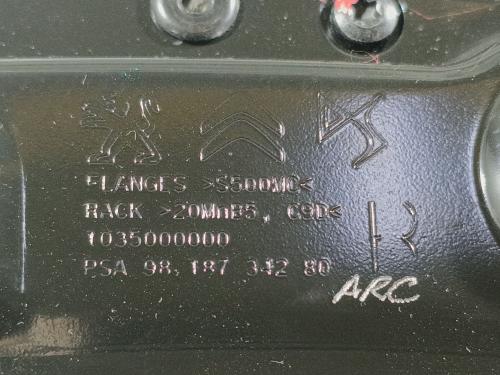 FLANGES >S500MC<
RACK >20MnB5, C9D<
1035000000
PSA 98 187 342 80
ARC